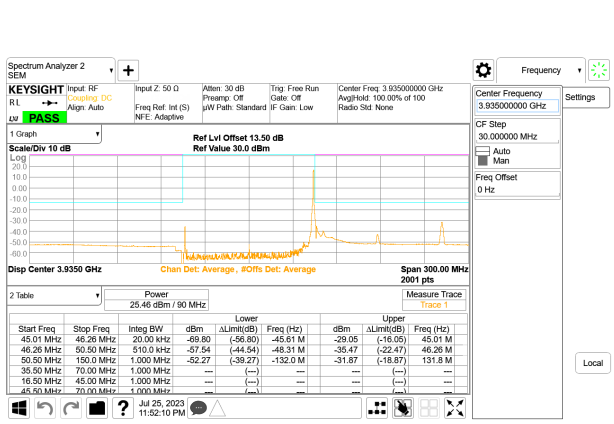 Spectrum Analyzer 2
SEM
Frequency
KEYSIGHT
RL
LXI
PASS
Input: RF
Coupling: DC
Align: Auto
Input Z: 50 Ω
Freq Ref: Int (S)
NFE: Adaptive
Atten: 30 dB
Preamp: Off
µW Path: Standard
Trig: Free Run
Gate: Off
IF Gain: Low
Center Freq: 3.935000000 GHz
Avg|Hold: 100.00% of 100
Radio Std: None
Center Frequency
3.935000000 GHz
Settings
CF Step
30.000000 MHz
Auto
Man
Freq Offset
0 Hz
Local
1 Graph
Scale/Div 10 dB
Ref Lvl Offset 13.50 dB
Ref Value 30.0 dBm
Log
20.0
10.0
0.00
-10.0
-20.0
-30.0
-40.0
-50.0
-60.0
Disp Center 3.9350 GHz
Chan Det: Average , #Offs Det: Average
Span 300.00 MHz
2001 pts
2 Table
Power
25.46 dBm / 90 MHz
Measure Trace
Trace 1
Lower Upper
Start Freq Stop Freq Integ BW dBm ΔLimit(dB) Freq (Hz) dBm ΔLimit(dB) Freq (Hz)
45.01 MHz 46.26 MHz 20.00 kHz -69.80 (-56.80) -45.61 M -29.05 (-16.05) 45.01 M
46.26 MHz 50.50 MHz 510.0 kHz -57.54 (-44.54) -48.31 M -35.47 (-22.47) 46.26 M
50.50 MHz 150.0 MHz 1.000 MHz -52.27 (-39.27) -132.0 M -31.87 (-18.87) 131.8 M
35.50 MHz 70.00 MHz 1.000 MHz --- (---) --- --- (---) ---
16.50 MHz 45.00 MHz 1.000 MHz --- (---) --- --- (---) ---
45.50 MHz 70.00 MHz 1.000 MHz --- (---) --- --- (---) ---
?
Jul 25, 2023
11:52:10 PM